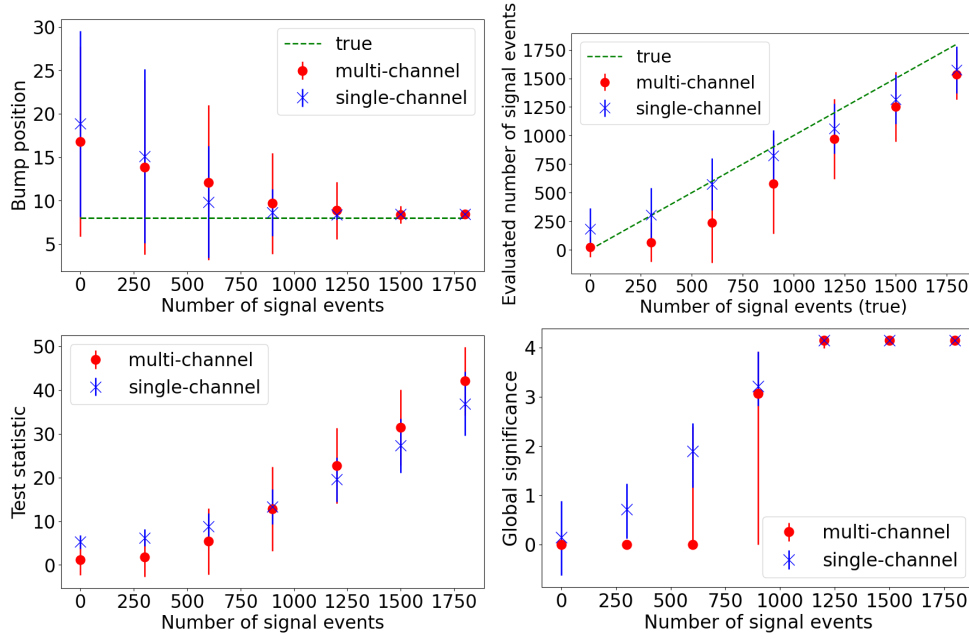 30
25
20
15
10
5
Bump position
true
multi-channel
single-channel
0 250 500 750 1000 1250 1500 1750
Number of signal events
1750
1500
1250
1000
750
500
250
0
Evaluated number of signal events
true
multi-channel
single-channel
0 250 500 750 1000 1250 1500 1750
Number of signal events (true)
50
40
30
20
10
0
Test statistic
multi-channel
single-channel
0 250 500 750 1000 1250 1500 1750
Number of signal events
4
3
2
1
0
Global significance
multi-channel
single-channel
0 250 500 750 1000 1250 1500 1750
Number of signal events